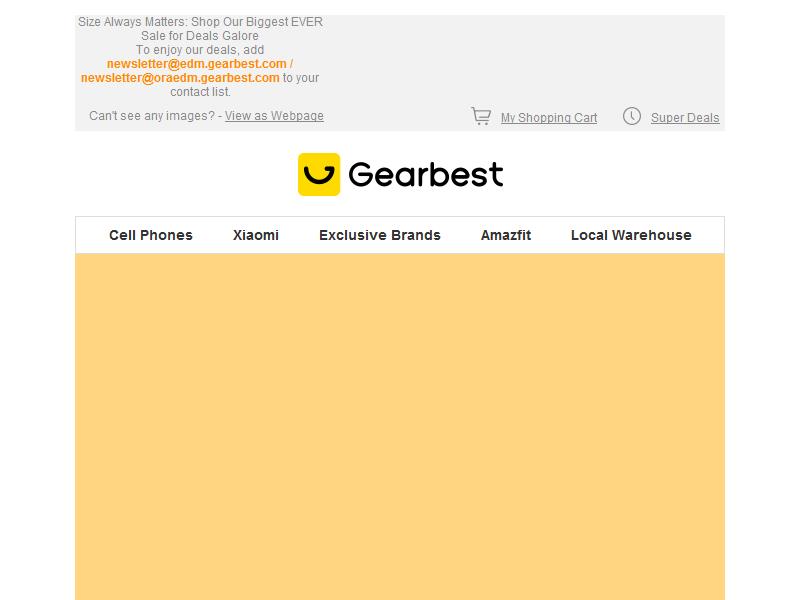 Size Always Matters: Shop Our Biggest EVER
Sale for Deals Galore
To enjoy our deals, add
newsletter@edm.gearbest.com /
newsletter@oraedm.gearbest.com to your
contact list.
Can't see any images? - View as Webpage
My Shopping Cart
Super Deals
Gearbest
Cell Phones
Xiaomi
Exclusive Brands
Amazfit
Local Warehouse